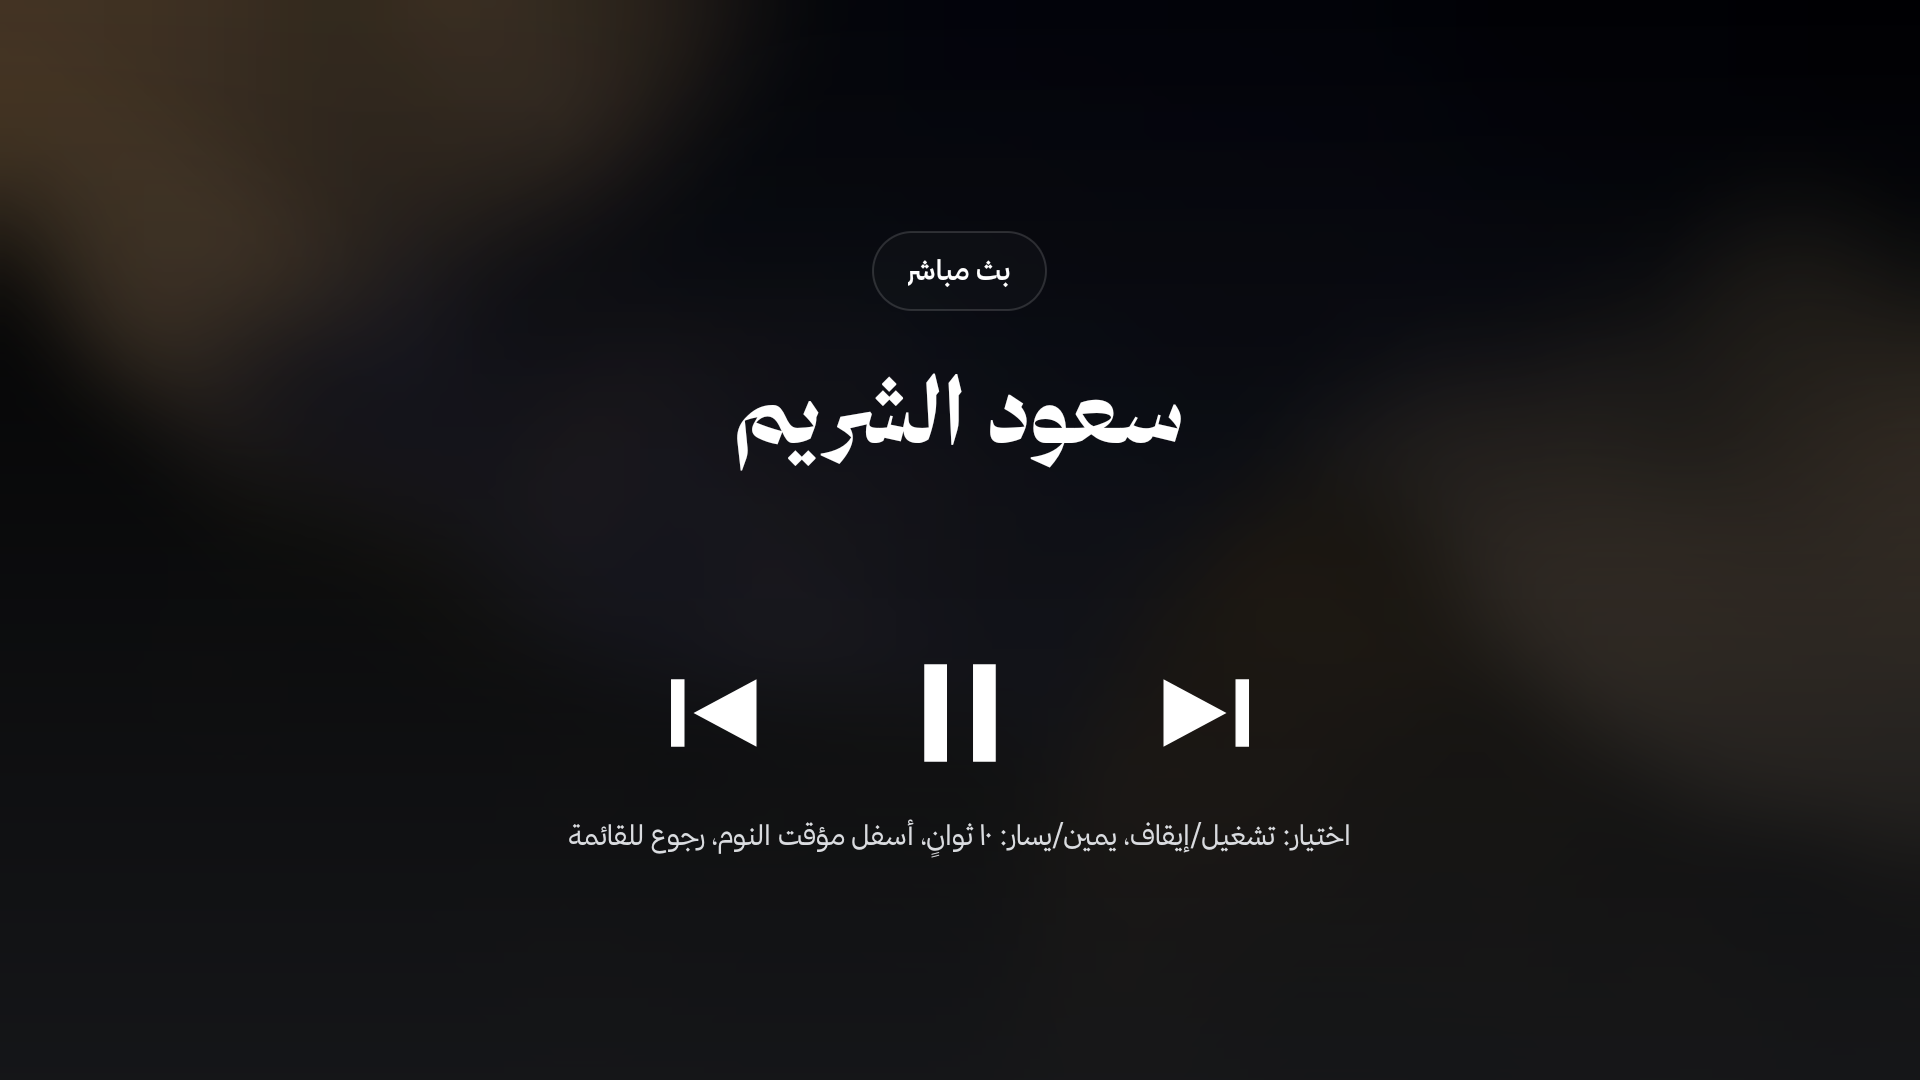 بث مباشر
سعود الشريم
اختيار: تشغيل/إيقاف، يمين/يسار: ١٠ ثوانٍ، أسفل مؤقت النوم، رجوع للقائمة